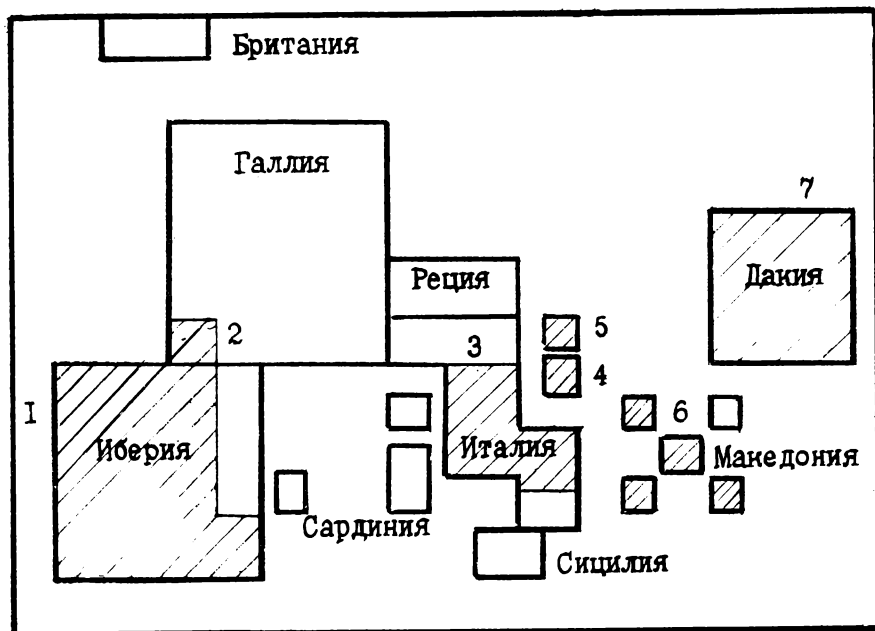 Британия
Галлия
7
Реция
Дакия
2
3
5
4
I
6
Иберия
Италия
Македония
Сардиния
Сицилия